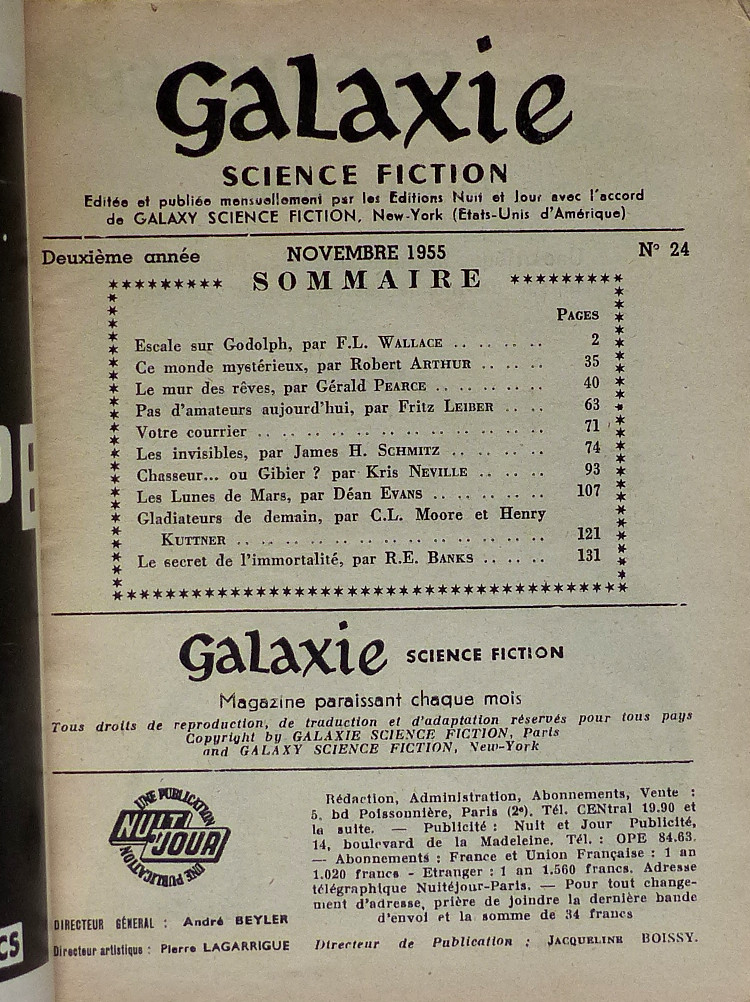 Galaxie
SCIENCE FICTION
Editée et publiée mensuellement par les Editions Nuit et Jour avec l'accord
de GALAXY SCIENCE FICTION, New-York (Etats-Unis d'Amérique)
Deuxième année NOVEMBRE 1955 N° 24
SOMMAIRE
PAGES
Escale sur Godolph, par F.L. WALLACE 2
Ce monde mystérieux, par Robert ARTHUR 35
Le mur des rêves, par Gérald PEARCE 40
Pas d'amateurs aujourd'hui, par Fritz LEIBER 63
Votre courrier 71
Les invisibles, par James H. SCHMITZ 74
Chasseur... ou Gibier ? par Kris NEVILLE 93
Les Lunes de Mars, par Déan EVANS 107
Gladiateurs de demain, par C.L. Moore et Henry
KUTTNER 121
Le secret de l'immortalité, par R.E. BANKS 131
Galaxie SCIENCE FICTION
Magazine paraissant chaque mois
Tous droits de reproduction, de traduction et d'adaptation réservés pour tous pays
Copyright by GALAXIE SCIENCE FICTION, Paris
and GALAXY SCIENCE FICTION, New-York
UNE PUBLICATION
NUIT
JOUR
UNE PUBLICATION
Rédaction, Administration, Abonnements, Vente :
5, bd Poissonnière, Paris (2e). Tél. CENtral 19.90 et
la suite. — Publicité : Nuit et Jour Publicité,
14, boulevard de la Madeleine. Tél. : OPE 84.63.
— Abonnements : France et Union Française : 1 an
1.020 francs - Etranger : 1 an 1.560 francs. Adresse
télégraphique Nuitéjour-Paris. — Pour tout change-
ment d'adresse, prière de joindre la dernière bande
d'envoi et la somme de 34 francs
DIRECTEUR GÉNERAL : André BEYLER
Directeur artistique : Pierre LAGARRIGUE
Directeur de Publication : JACQUELINE BOISSY.
CS